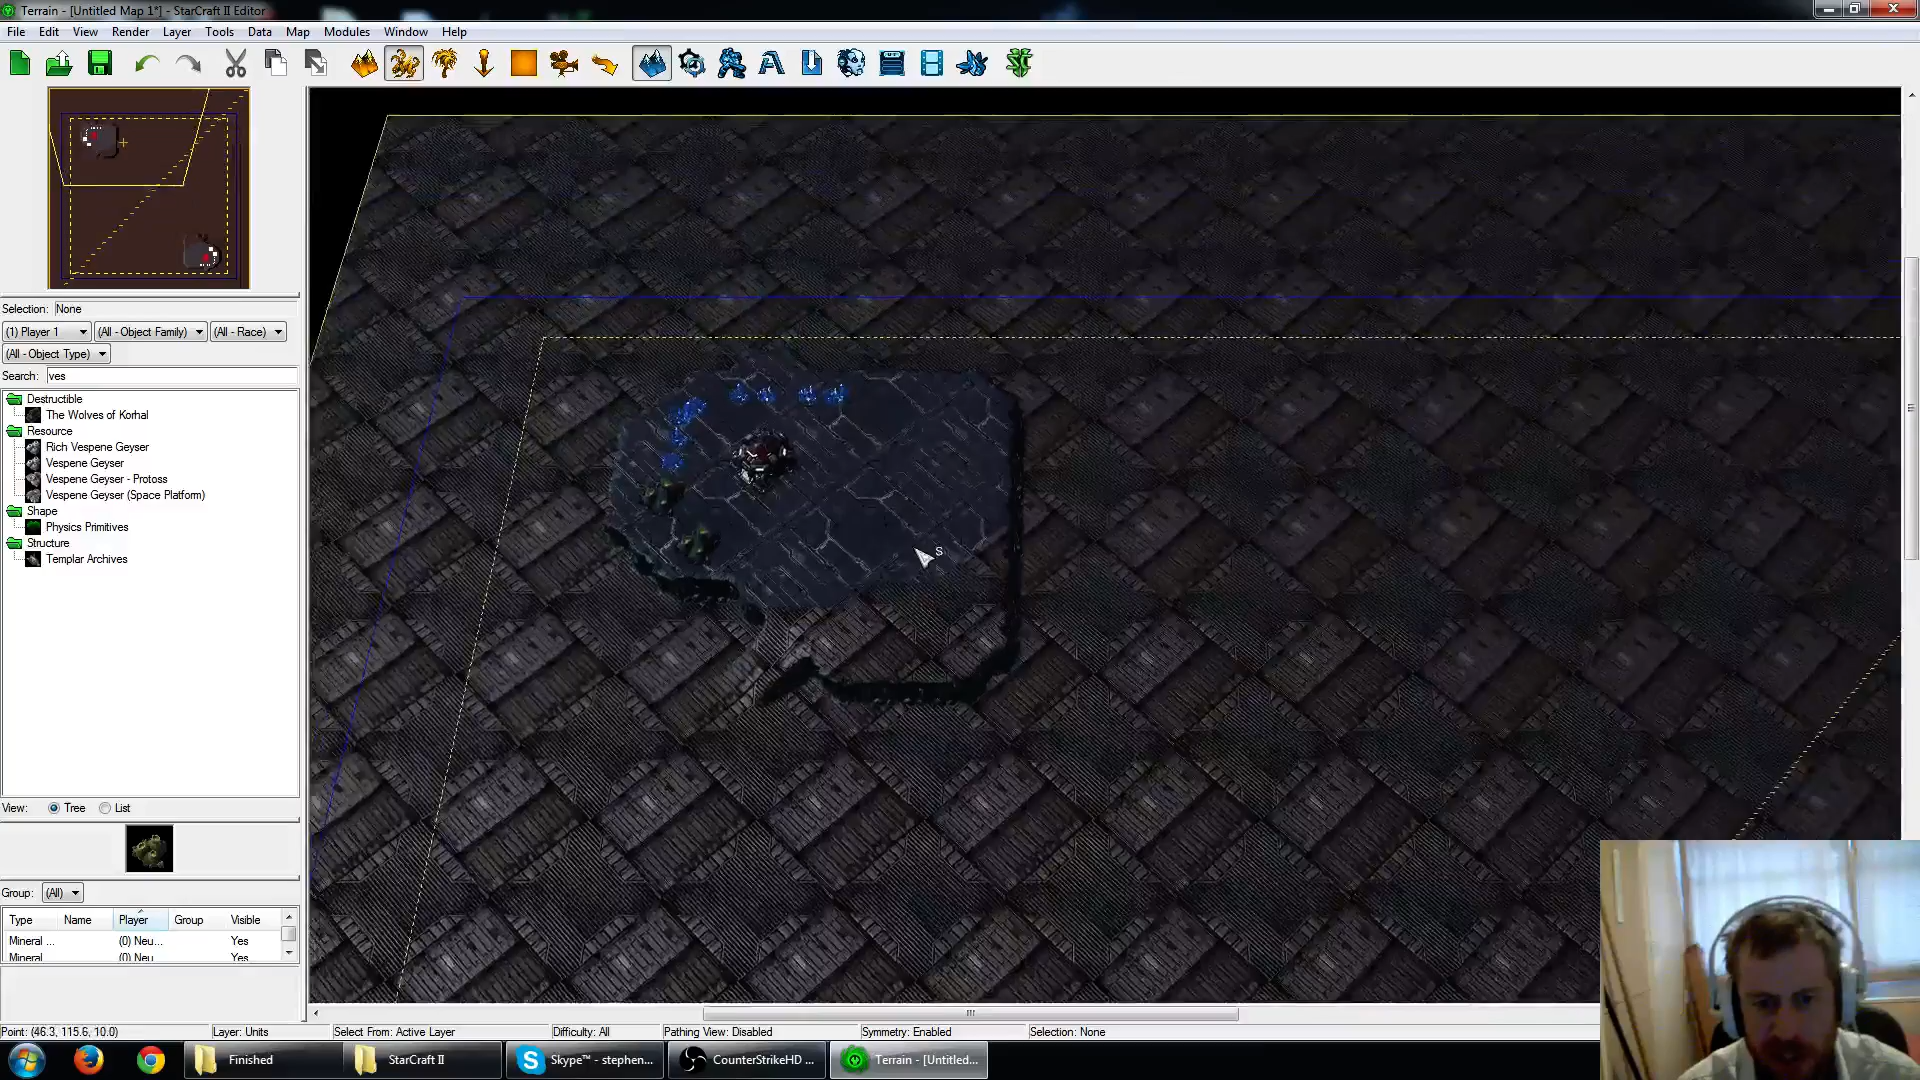 Terrain - [Untitled Map 1*] - StarCraft II Editor
File Edit View Render Layer Tools Data Map Modules Window Help
Selection: None
(1) Player 1 (All - Object Family) (All - Race)
(All - Object Type)
Search: ves
Destructible
The Wolves of Korhal
Resource
Rich Vespene Geyser
Vespene Geyser
Vespene Geyser - Protoss
Vespene Geyser (Space Platform)
Shape
Physics Primitives
Structure
Templar Archives
S
View: Tree List
Group: (All)
Type Name Player Group Visible
Mineral ... (0) Neu... Yes
Mineral (0) Neu Yes
Point: (46.3, 115.6, 10.0) Layer: Units Select From: Active Layer Difficulty: All Pathing View: Disabled Symmetry: Enabled Selection: None
Finished StarCraft II Skype™ - stephen... CounterStrikeHD ... Terrain - [Untitled...